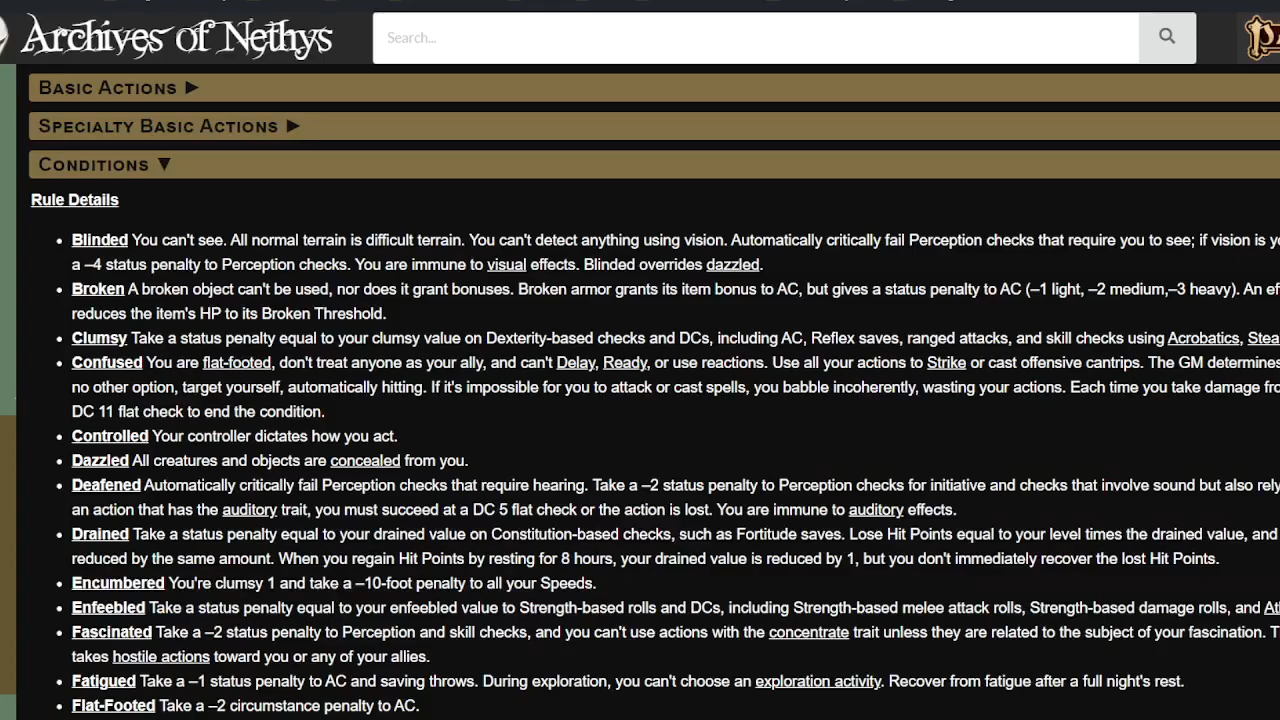 Archives of Nethys
Search...
Basic Actions ▶
Specialty Basic Actions ▶
Conditions ▼
Rule Details
• Blinded You can't see. All normal terrain is difficult terrain. You can't detect anything using vision. Automatically critically fail Perception checks that require you to see; if vision is
a –4 status penalty to Perception checks. You are immune to visual effects. Blinded overrides dazzled.
• Broken A broken object can't be used, nor does it grant bonuses. Broken armor grants its item bonus to AC, but gives a status penalty to AC (–1 light, –2 medium,–3 heavy). An
reduces the item's HP to its Broken Threshold.
• Clumsy Take a status penalty equal to your clumsy value on Dexterity-based checks and DCs, including AC, Reflex saves, ranged attacks, and skill checks using Acrobatics,
• Confused You are flat-footed, don't treat anyone as your ally, and can't Delay, Ready, or use reactions. Use all your actions to Strike or cast offensive cantrips. The GM determines
no other option, target yourself, automatically hitting. If it's impossible for you to attack or cast spells, you babble incoherently, wasting your actions. Each time you take damage
DC 11 flat check to end the condition.
• Controlled Your controller dictates how you act.
• Dazzled All creatures and objects are concealed from you.
• Deafened Automatically critically fail Perception checks that require hearing. Take a –2 status penalty to Perception checks for initiative and checks that involve sound but also rely
an action that has the auditory trait, you must succeed at a DC 5 flat check or the action is lost. You are immune to auditory effects.
• Drained Take a status penalty equal to your drained value on Constitution-based checks, such as Fortitude saves. Lose Hit Points equal to your level times the drained value, and
reduced by the same amount. When you regain Hit Points by resting for 8 hours, your drained value is reduced by 1, but you don't immediately recover the lost Hit Points.
• Encumbered You're clumsy 1 and take a –10-foot penalty to all your Speeds.
• Enfeebled Take a status penalty equal to your enfeebled value to Strength-based rolls and DCs, including Strength-based melee attack rolls, Strength-based damage rolls, and
• Fascinated Take a –2 status penalty to Perception and skill checks, and you can't use actions with the concentrate trait unless they are related to the subject of your fascination.
takes hostile actions toward you or any of your allies.
• Fatigued Take a –1 status penalty to AC and saving throws. During exploration, you can't choose an exploration activity. Recover from fatigue after a full night's rest.
• Flat-Footed Take a –2 circumstance penalty to AC.